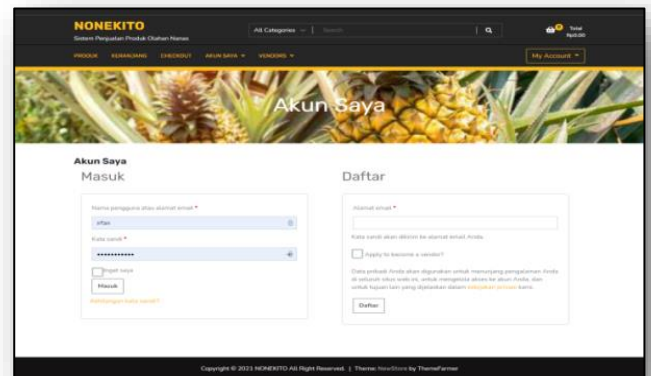 NONEKITO
Sistem Penjualan Produk Olahan Nanas
All Categories
Search
0
Total
Rp0.00
PRODUK KERANJANG CHECKOUT AKUN SAYA VENDORS
My Account
Akun Saya
Akun Saya
Masuk
Nama pengguna atau alamat email *
irfan
Kata sandi *
Ingat saya
Masuk
Kehilangan kata sandi?
Daftar
Alamat email *
Kata sandi akan dikirim ke alamat email Anda.
Apply to become a vendor?
Data pribadi Anda akan digunakan untuk menunjang pengalaman Anda
di seluruh situs web ini, untuk mengelola akses ke akun Anda, dan
untuk tujuan lain yang dijelaskan dalam kebijakan privasi kami.
Daftar
Copyright © 2021 NONEKITO All Right Reserved. | Theme: NewStore by ThemeFarmer